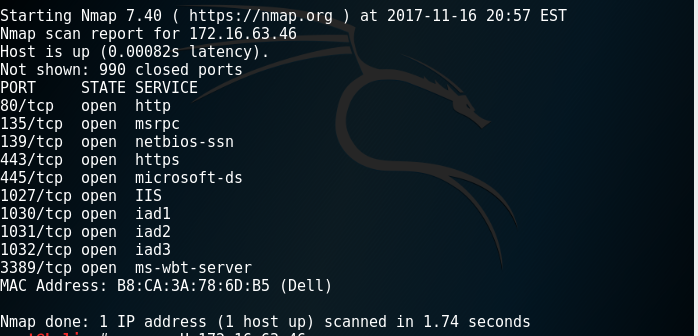 Starting Nmap 7.40 ( https://nmap.org ) at 2017-11-16 20:57 EST
Nmap scan report for 172.16.63.46
Host is up (0.00082s latency).
Not shown: 990 closed ports
PORT     STATE SERVICE
80/tcp   open  http
135/tcp  open  msrpc
139/tcp  open  netbios-ssn
443/tcp  open  https
445/tcp  open  microsoft-ds
1027/tcp open  IIS
1030/tcp open  iad1
1031/tcp open  iad2
1032/tcp open  iad3
3389/tcp open  ms-wbt-server
MAC Address: B8:CA:3A:78:6D:B5 (Dell)
Nmap done: 1 IP address (1 host up) scanned in 1.74 seconds
172.16.63.46